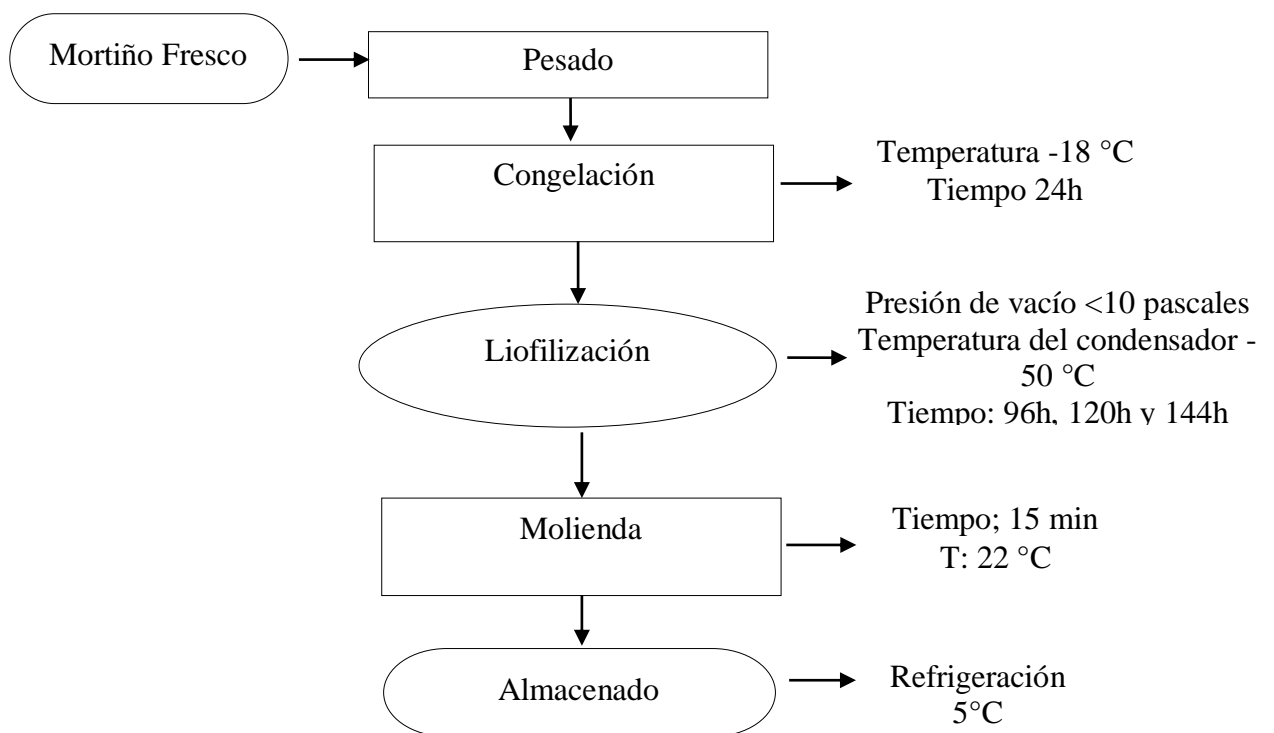 Mortiño Fresco
Pesado
Congelación
Temperatura -18 °C
Tiempo 24h
Liofilización
Presión de vacío <10 pascales
Temperatura del condensador -
50 °C
Tiempo: 96h, 120h y 144h
Molienda
Tiempo; 15 min
T: 22 °C
Almacenado
Refrigeración
5°C